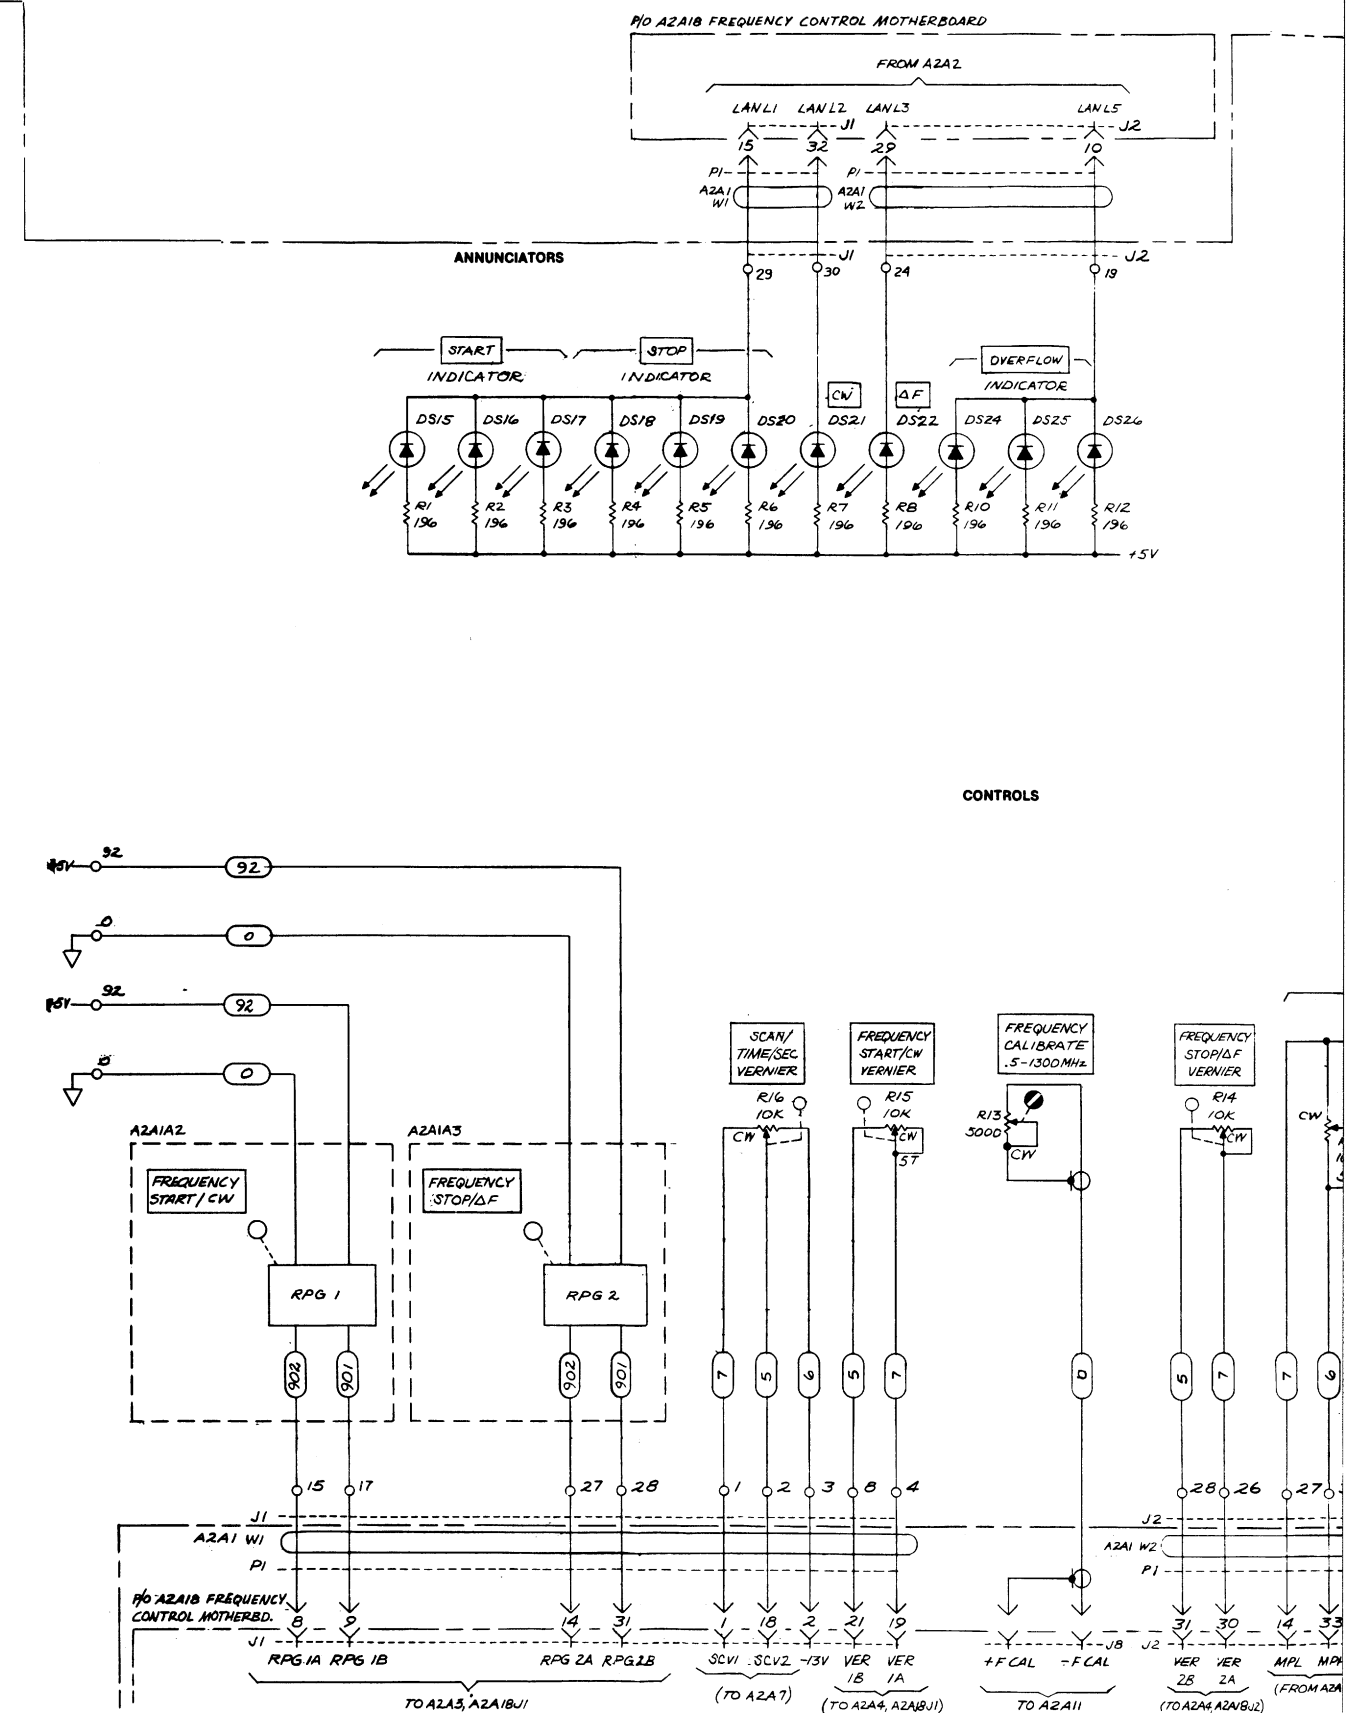 P/O A2A18 FREQUENCY CONTROL MOTHERBOARD
FROM A2A2
LANL1 LANL2 LANL3 LANL5
J1 J2
15 32 29 10
P1 P1
A2A1 W1 A2A1 W2
J1 J2
ANNUNCIATORS
29 30 24 19
START STOP OVERFLOW
INDICATOR INDICATOR INDICATOR
CW ΔF
DS15 DS16 DS17 DS18 DS19 DS20 DS21 DS22 DS24 DS25 DS26
R1 R2 R3 R4 R5 R6 R7 R8 R10 R11 R12
196 196 196 196 196 196 196 196 196 196 196
+5V
CONTROLS
+5V 92 92
0 0
+5V 92 92
0 0
SCAN/
TIME/SEC
VERNIER
FREQUENCY
START/CW
VERNIER
FREQUENCY
CALIBRATE
.5-1300MHz
FREQUENCY
STOP/ΔF
VERNIER
R16
10K
CW
R15
10K
CW
5T
R13
5000
CW
R14
10K
CW
CW
A2A1A2 A2A1A3
FREQUENCY
START/CW
FREQUENCY
STOP/ΔF
RPG 1 RPG 2
902 901 902 901 7 5 6 5 7 0 5 7 7 6
15 17 27 28 1 2 3 8 4 28 26 27
J1 J2
A2A1 W1 A2A1 W2
P1 P1
P/O A2A18 FREQUENCY
CONTROL MOTHERBD.
8 9 14 31 1 18 2 21 19 31 30 14 33
J1 J8 J2
RPG 1A RPG 1B RPG 2A RPG 2B SCV1 SCV2 -13V VER 1B VER 1A +F CAL -F CAL VER 2B VER 2A MPL
TO A2A3, A2A18J1 (TO A2A7) (TO A2A4, A2A18J1) TO A2A11 (TO A2A4, A2A18J2) (FROM A2A